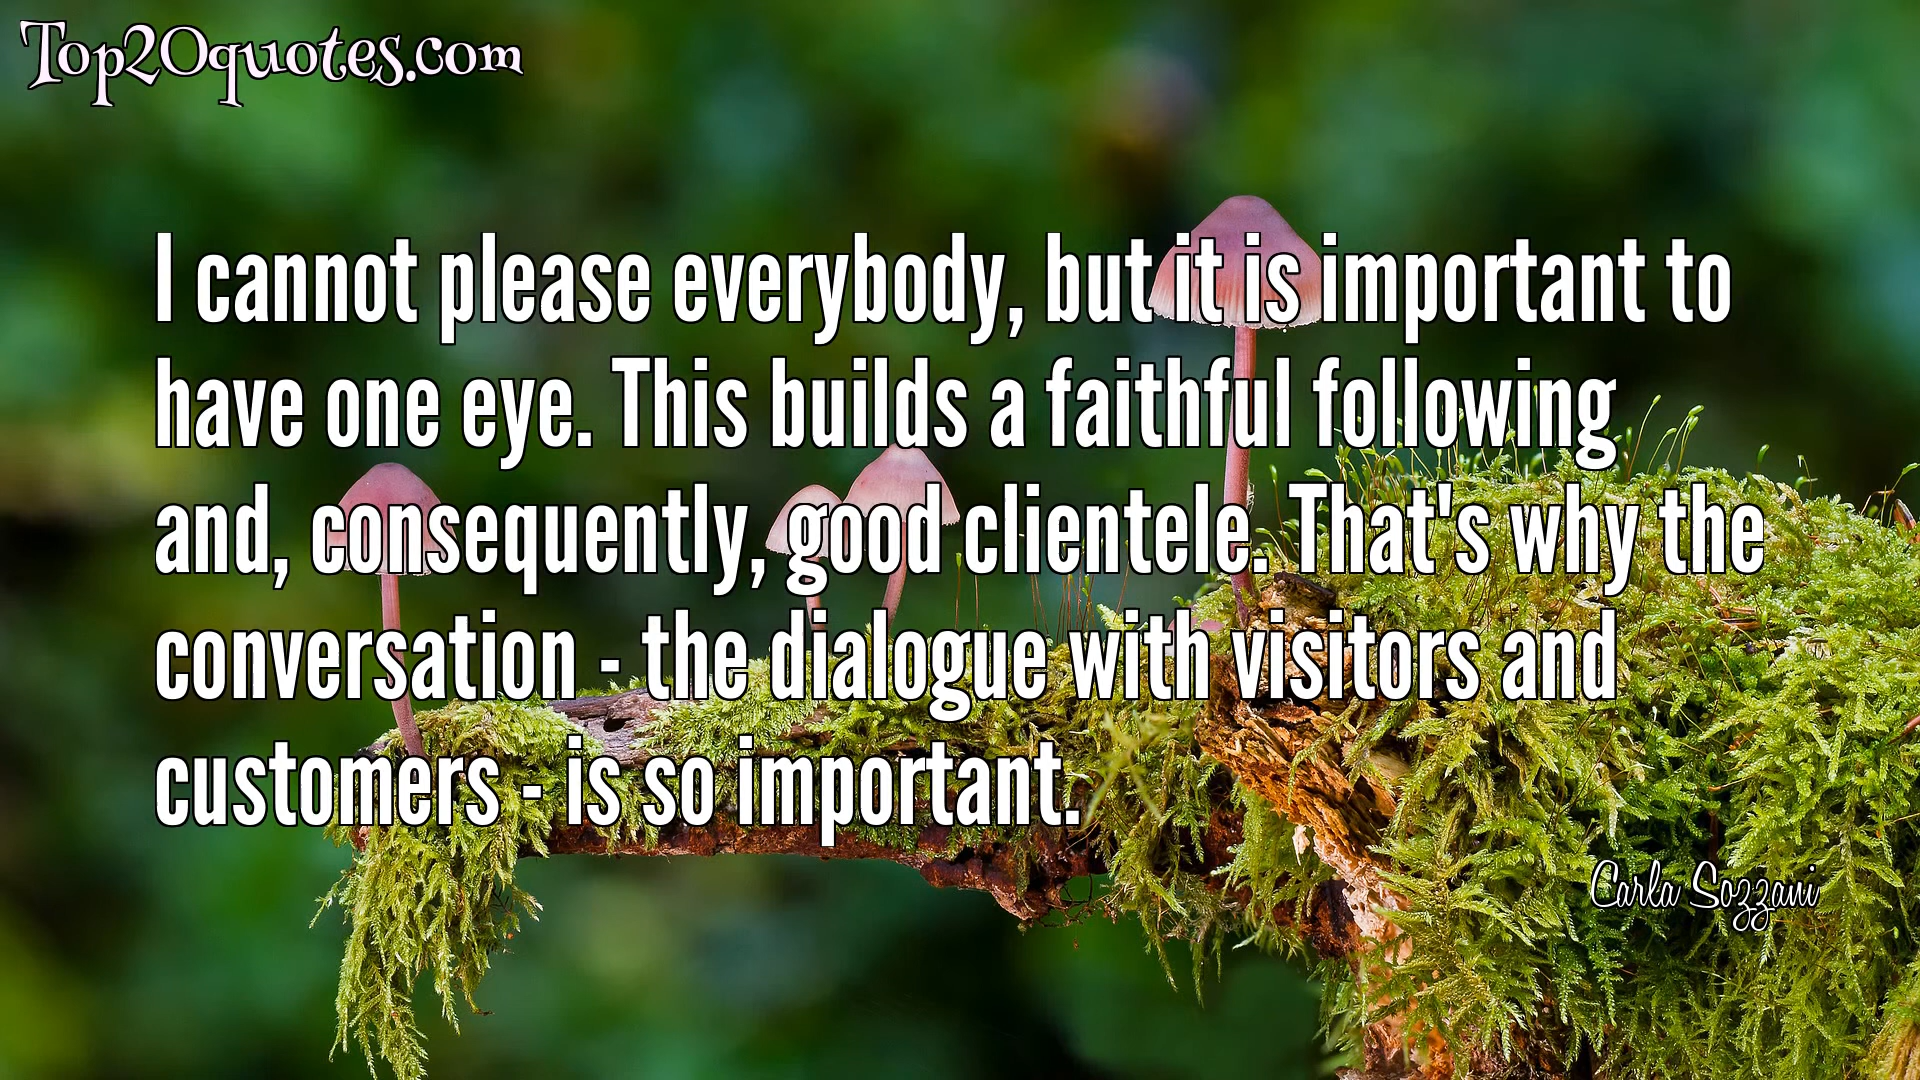 Top20quotes.com
I cannot please everybody, but it is important to
have one eye. This builds a faithful following
and, consequently, good clientele. That's why the
conversation - the dialogue with visitors and
customers - is so important.
Carla Sozzani